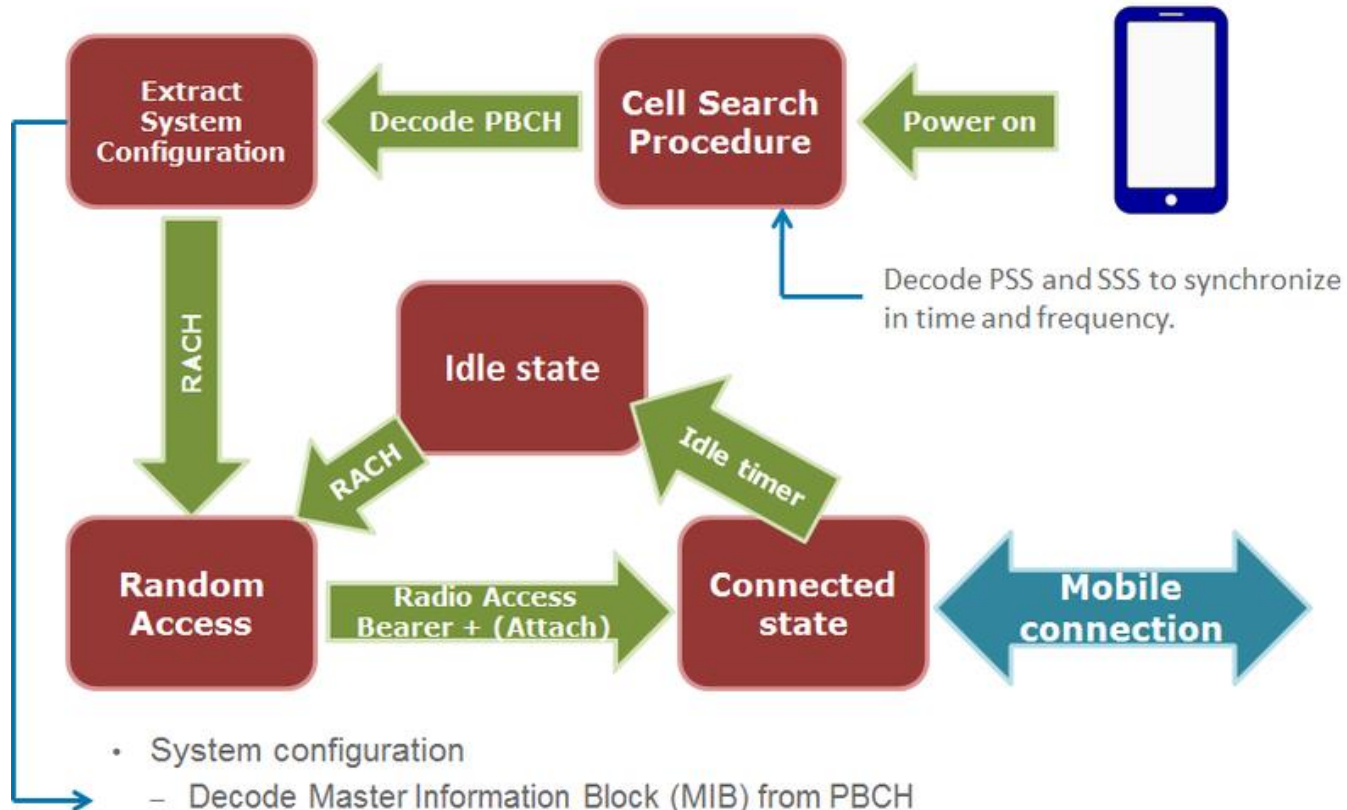 Extract
System
Configuration
Decode PBCH
Cell Search
Procedure
Power on
Decode PSS and SSS to synchronize
in time and frequency.
RACH
Idle state
RACH
Idle timer
Random
Access
Radio Access
Bearer + (Attach)
Connected
state
Mobile
connection
• System configuration
– Decode Master Information Block (MIB) from PBCH